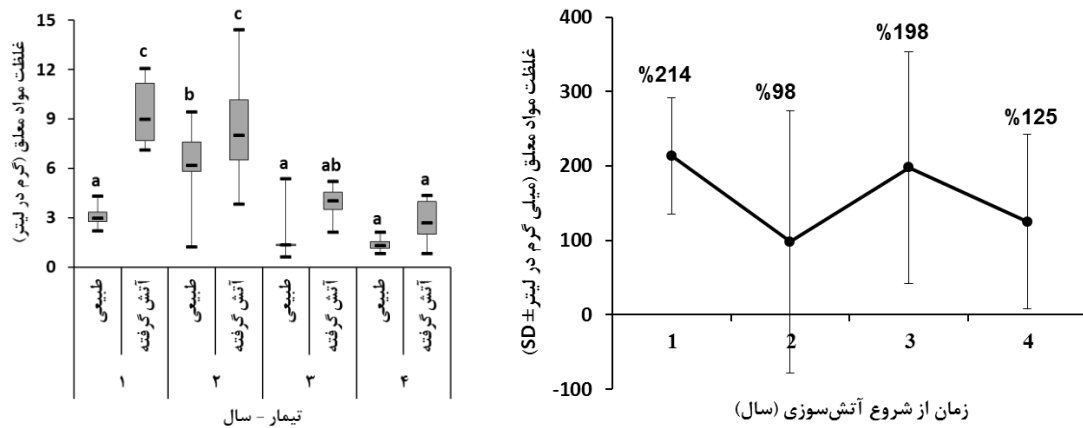 غلظت مواد معلق (گرم در لیتر)
15
12
9
6
3
0
a
c
b
c
a
ab
a
a
طبیعی
آتش گرفته
طبیعی
آتش گرفته
طبیعی
آتش گرفته
طبیعی
آتش گرفته
۱
۲
۳
۴
تیمار - سال
غلظت مواد معلق (میلی گرم در لیتر±SD)
400
300
200
100
0
-100
%214
%98
%198
%125
1
2
3
4
زمان از شروع آتش‌سوزی (سال)